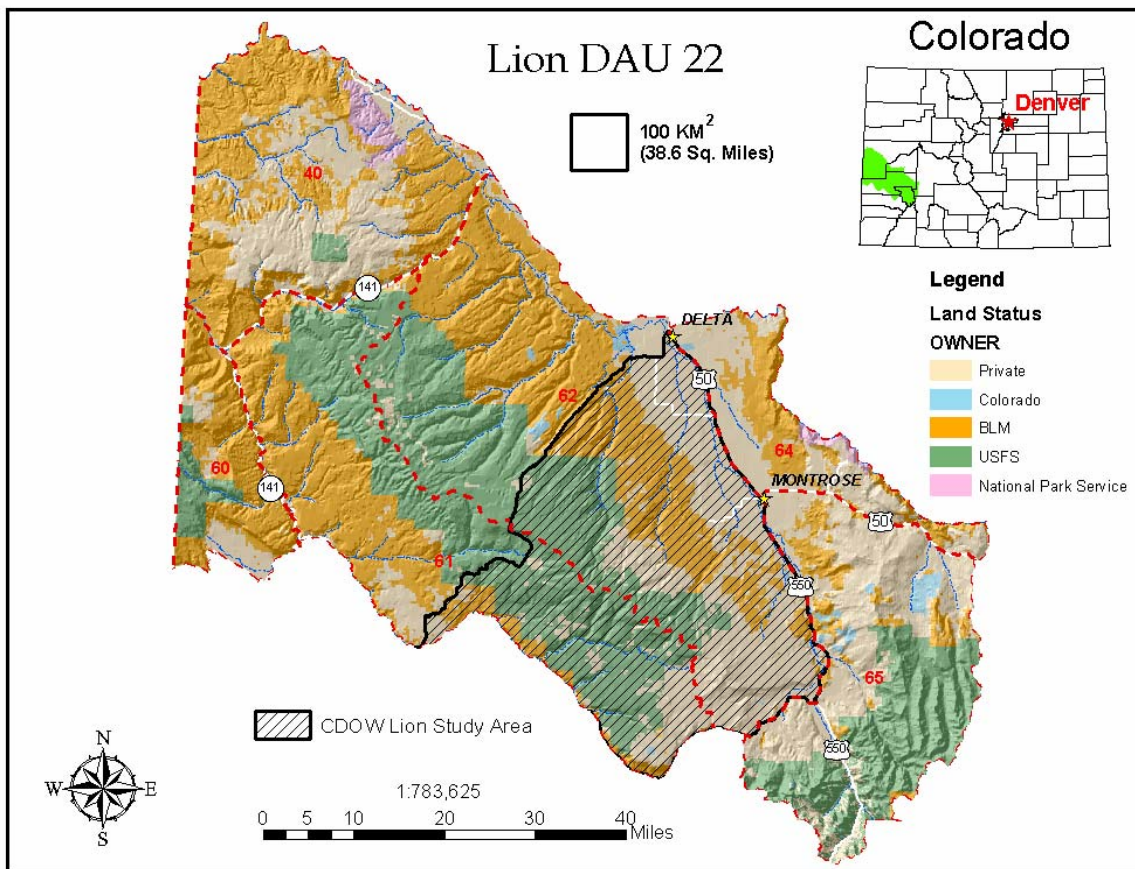 Lion DAU 22
100 KM²
(38.6 Sq. Miles)
Colorado
Denver
40
141
DELTA
50
62
64
MONTROSE
50
60
141
61
550
65
550
Legend
Land Status
OWNER
Private
Colorado
BLM
USFS
National Park Service
CDOW Lion Study Area
N
W E
S
1:783,625
0 5 10 20 30 40
Miles